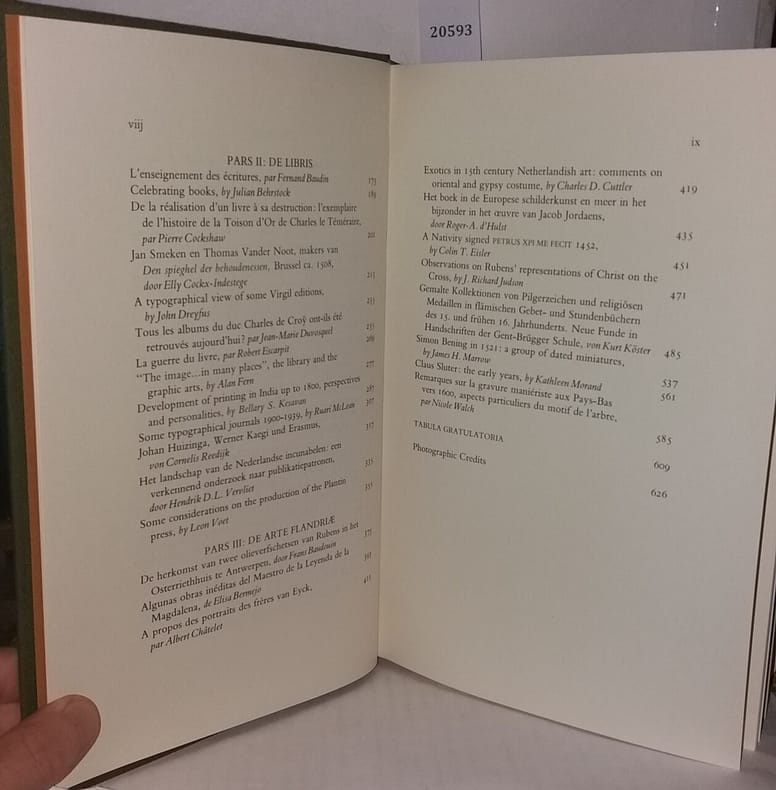 20593
viij
PARS II: DE LIBRIS
L'enseignement des écritures, par Fernand Baudin 175
Celebrating books, by Julian Behrstock 189
De la réalisation d'un livre à sa destruction: l'exemplaire
de l'histoire de la Toison d'Or de Charles le Téméraire,
par Pierre Cockshaw 201
Jan Smeken en Thomas Vander Noot, makers van
Den spieghel der behoudenessen, Brussel ca. 1508,
door Elly Cockx-Indestege
A typographical view of some Virgil editions,
by John Dreyfus
Tous les albums du duc Charles de Croÿ ont-ils été
retrouvés aujourd'hui? par Jean-Marie Duvosquel
La guerre du livre, par Robert Escarpit
"The image...in many places", the library and the
graphic arts, by Alan Fern 277
Development of printing in India up to 1800, perspectives
and personalities, by Bellary S. Kesavan 287
Some typographical journals 1900-1939, by Ruari McLean 307
Johan Huizinga, Werner Kaegi und Erasmus,
von Cornelis Reedijk 317
Het landschap van de Nederlandse incunabelen: een
verkennend onderzoek naar publikatiepatronen,
door Hendrik D.L. Vervliet 335
Some considerations on the production of the Plantin
press, by Leon Voet 355
PARS III: DE ARTE FLANDRIÆ
De herkomst van twee olieverfschetsen van Rubens in het
Osterriethhuis te Antwerpen, door Frans Baudouin 375
Algunas obras inéditas del Maestro de la Leyenda de la
Magdalena, de Elisa Bermejo
A propos des portraits des frères van Eyck,
par Albert Châtelet 411
ix
Exotics in 15th century Netherlandish art: comments on
oriental and gypsy costume, by Charles D. Cuttler 419
Het boek in de Europese schilderkunst en meer in het
bijzonder in het œuvre van Jacob Jordaens,
door Roger-A. d'Hulst 435
A Nativity signed PETRUS XPI ME FECIT 1452,
by Colin T. Eisler 451
Observations on Rubens' representations of Christ on the
Cross, by J. Richard Judson 471
Gemalte Kollektionen von Pilgerzeichen und religiösen
Medaillen in flämischen Gebet- und Stundenbüchern
des 15. und frühen 16. Jahrhunderts. Neue Funde in
Handschriften der Gent-Brügger Schule, von Kurt Köster 485
Simon Bening in 1521: a group of dated miniatures,
by James H. Marrow 537
Claus Sluter: the early years, by Kathleen Morand 561
Remarques sur la gravure maniériste aux Pays-Bas
vers 1600, aspects particuliers du motif de l'arbre,
par Nicole Walch 585
TABULA GRATULATORIA 609
Photographic Credits 626